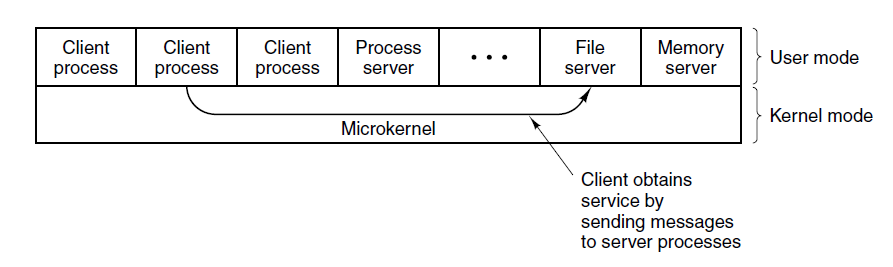 Client
process
Client
process
Client
process
Process
server
• • •
File
server
Memory
server
User mode
Microkernel
Kernel mode
Client obtains
service by
sending messages
to server processes